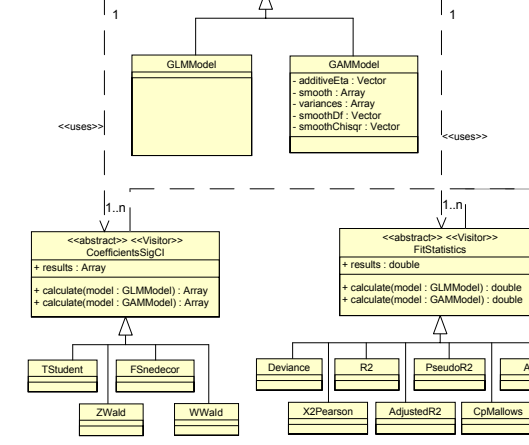 1
1
GLMModel
GAMModel
- additiveEta : Vector
- smooth : Array
- variances : Array
- smoothDf : Vector
- smoothChisqr : Vector
<<uses>>
<<uses>>
1..n
1..n
<<abstract>> <<Visitor>>
CoefficientsSigCI
+ results : Array
+ calculate(model : GLMModel) : Array
+ calculate(model : GAMModel) : Array
<<abstract>> <<Visitor>>
FitStatistics
+ results : double
+ calculate(model : GLMModel) : double
+ calculate(model : GAMModel) : double
TStudent
FSnedecor
Deviance
R2
PseudoR2
A
ZWald
WWald
X2Pearson
AdjustedR2
CpMallows